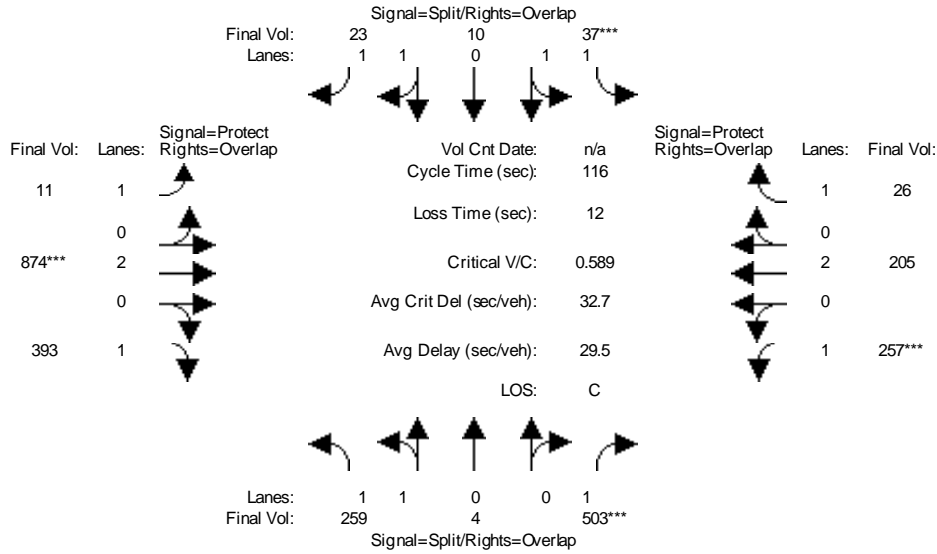 Signal=Split/Rights=Overlap
Final Vol: 23 10 37***
Lanes: 1 1 0 1 1
Signal=Protect
Final Vol: Lanes: Rights=Overlap
Vol Cnt Date: n/a
Signal=Protect
Rights=Overlap Lanes: Final Vol:
Cycle Time (sec): 116
11 1
1 26
Loss Time (sec): 12
0
0
874*** 2
Critical V/C: 0.589
2 205
0
Avg Crit Del (sec/veh): 32.7
0
393 1
Avg Delay (sec/veh): 29.5
1 257***
LOS: C
Lanes: 1 1 0 0 1
Final Vol: 259 4 503***
Signal=Split/Rights=Overlap